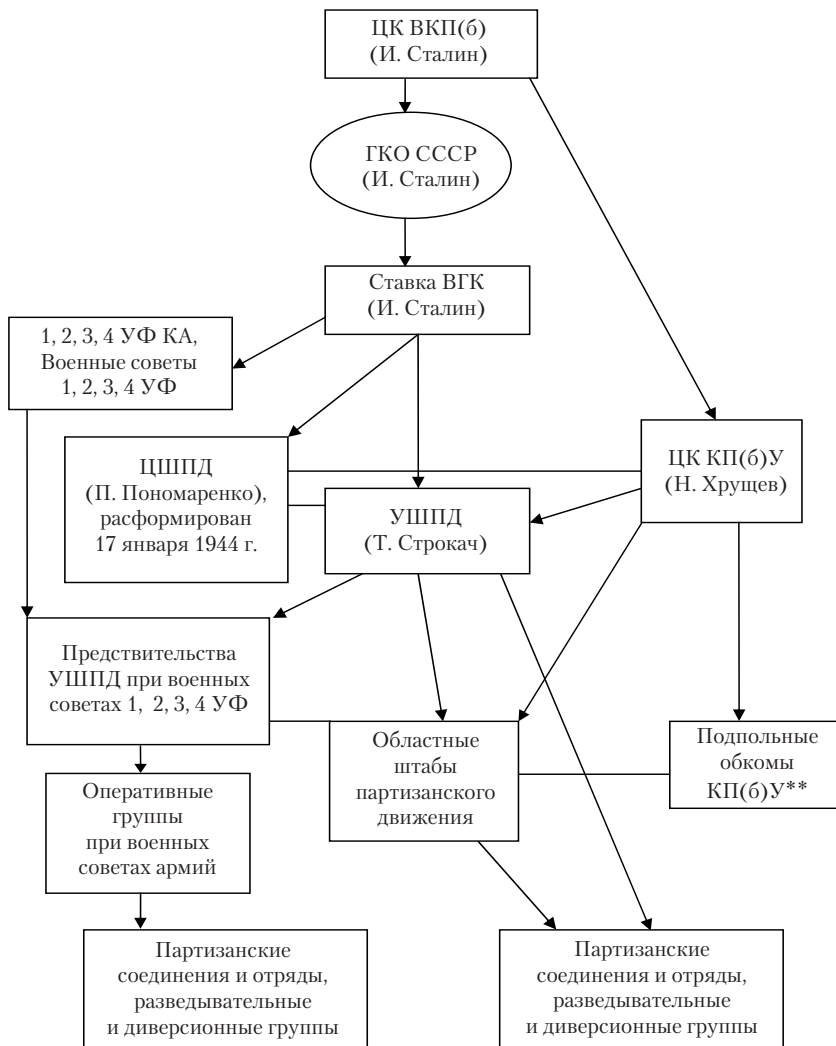 ЦК ВКП(б)
(И. Сталин)
ГКО СССР
(И. Сталин)
Ставка ВГК
(И. Сталин)
1, 2, 3, 4 УФ КА,
Военные советы
1, 2, 3, 4 УФ
ЦШПД
(П. Пономаренко),
расформирован
17 января 1944 г.
ЦК КП(б)У
(Н. Хрущев)
УШПД
(Т. Строкач)
Предствительства
УШПД при военных
советах 1, 2, 3, 4 УФ
Областные
штабы
партизанского
движения
Подпольные
обкомы
КП(б)У**
Оперативные
группы
при военных
советах армий
Партизанские
соединения и отряды,
разведывательные
и диверсионные группы
Партизанские
соединения и отряды,
разведывательные
и диверсионные группы